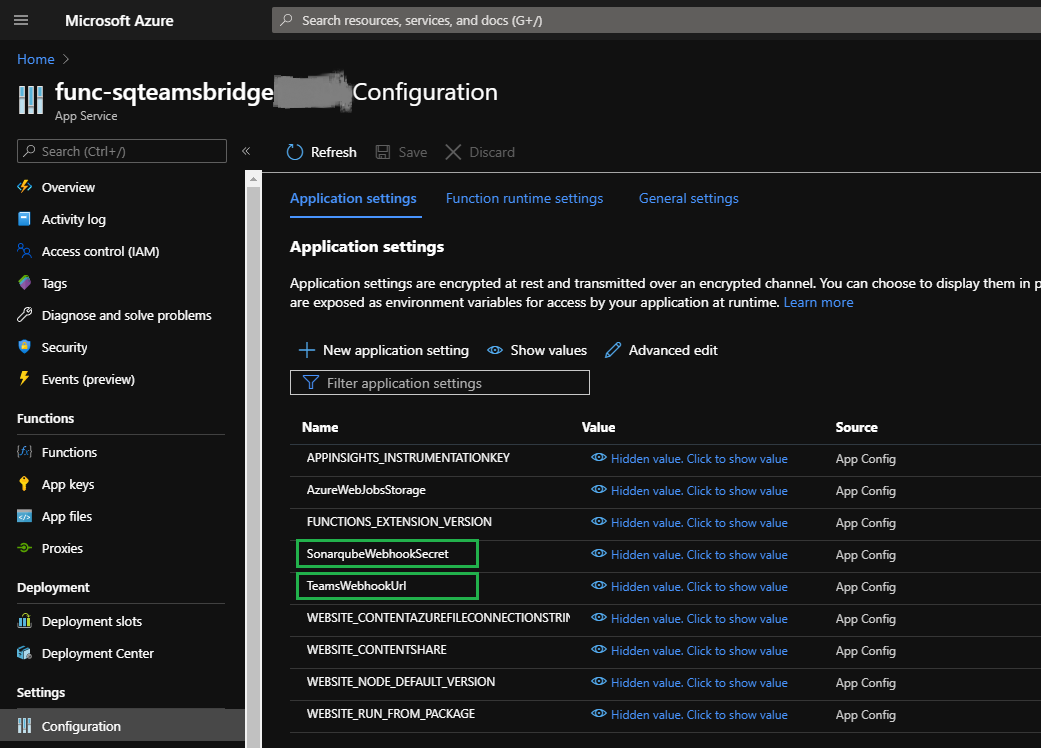 Microsoft Azure
Search resources, services, and docs (G+/)
Home
func-sqteamsbridge Configuration
App Service
Search (Ctrl+/)
«
Refresh
Save
Discard
Overview
Activity log
Access control (IAM)
Tags
Diagnose and solve problems
Security
Events (preview)
Functions
Functions
App keys
App files
Proxies
Deployment
Deployment slots
Deployment Center
Settings
Configuration
Application settings
Function runtime settings
General settings
Application settings
Application settings are encrypted at rest and transmitted over an encrypted channel. You can choose to display them in p
are exposed as environment variables for access by your application at runtime. Learn more
New application setting
Show values
Advanced edit
Filter application settings
Name Value Source
APPINSIGHTS_INSTRUMENTATIONKEY Hidden value. Click to show value App Config
AzureWebJobsStorage Hidden value. Click to show value App Config
FUNCTIONS_EXTENSION_VERSION Hidden value. Click to show value App Config
SonarqubeWebhookSecret Hidden value. Click to show value App Config
TeamsWebhookUrl Hidden value. Click to show value App Config
WEBSITE_CONTENTAZUREFILECONNECTIONSTRIN Hidden value. Click to show value App Config
WEBSITE_CONTENTSHARE Hidden value. Click to show value App Config
WEBSITE_NODE_DEFAULT_VERSION Hidden value. Click to show value App Config
WEBSITE_RUN_FROM_PACKAGE Hidden value. Click to show value App Config